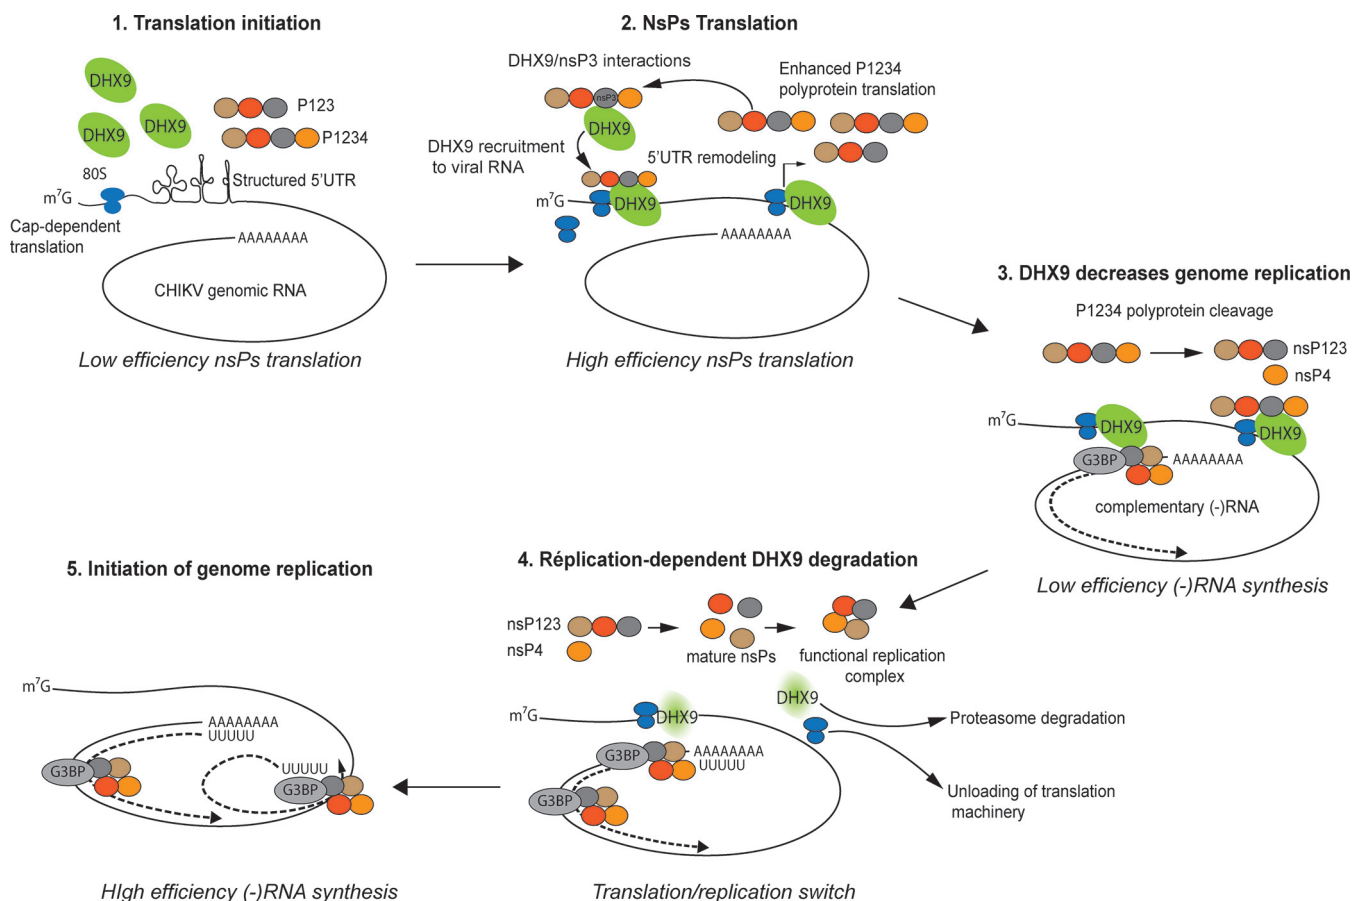 1. Translation initiation
DHX9
DHX9
DHX9
P123
P1234
80S
Structured 5'UTR
m⁷G
Cap-dependent
translation
AAAAAAAA
CHIKV genomic RNA
Low efficiency nsPs translation
2. NsPs Translation
DHX9/nsP3 interactions
Enhanced P1234
polyprotein translation
nsP3
DHX9
DHX9 recruitment
to viral RNA
5'UTR remodeling
m⁷G
DHX9
DHX9
AAAAAAAA
High efficiency nsPs translation
3. DHX9 decreases genome replication
P1234 polyprotein cleavage
nsP123
nsP4
m⁷G
DHX9
DHX9
G3BP
AAAAAAAA
complementary (-)RNA
Low efficiency (-)RNA synthesis
4. Réplication-dependent DHX9 degradation
nsP123
nsP4
mature nsPs
functional replication
complex
m⁷G
DHX9
DHX9
Proteasome degradation
G3BP
AAAAAAAA
UUUUU
G3BP
Unloading of translation
machinery
Translation/replication switch
5. Initiation of genome replication
m⁷G
AAAAAAAA
UUUUU
G3BP
UUUUU
G3BP
HIgh efficiency (-)RNA synthesis